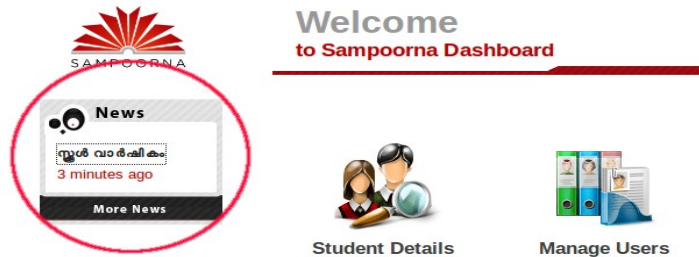 SAMPOORNA
Welcome
to Sampoorna Dashboard
News
സ്കൂൾ വാർഷികം
3 minutes ago
More News
Student Details
Manage Users